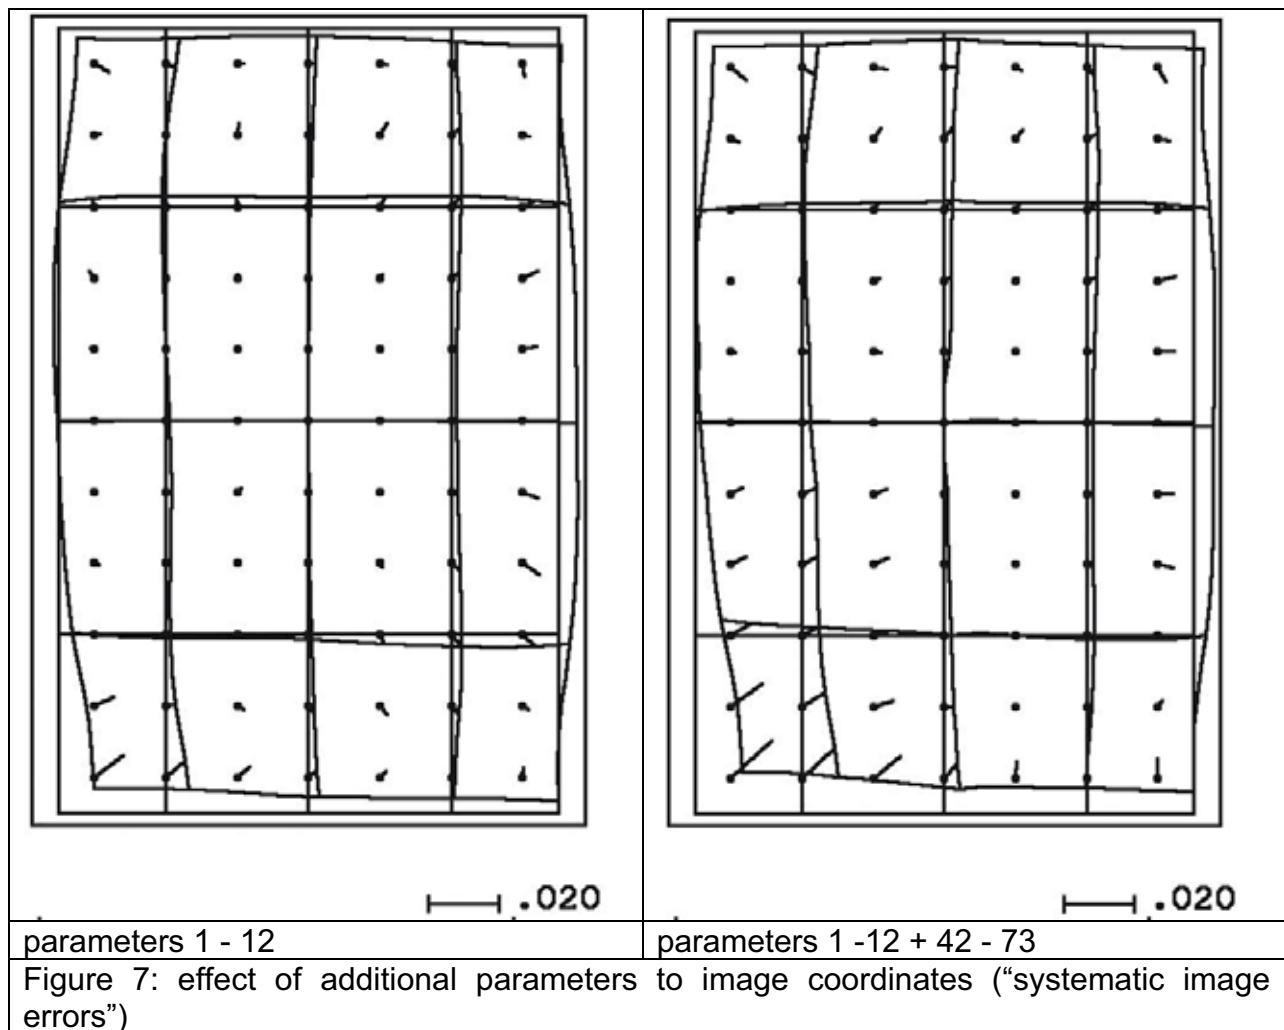 .020
.020
parameters 1 - 12
parameters 1 -12 + 42 - 73
Figure 7: effect of additional parameters to image coordinates (“systematic image
errors”)